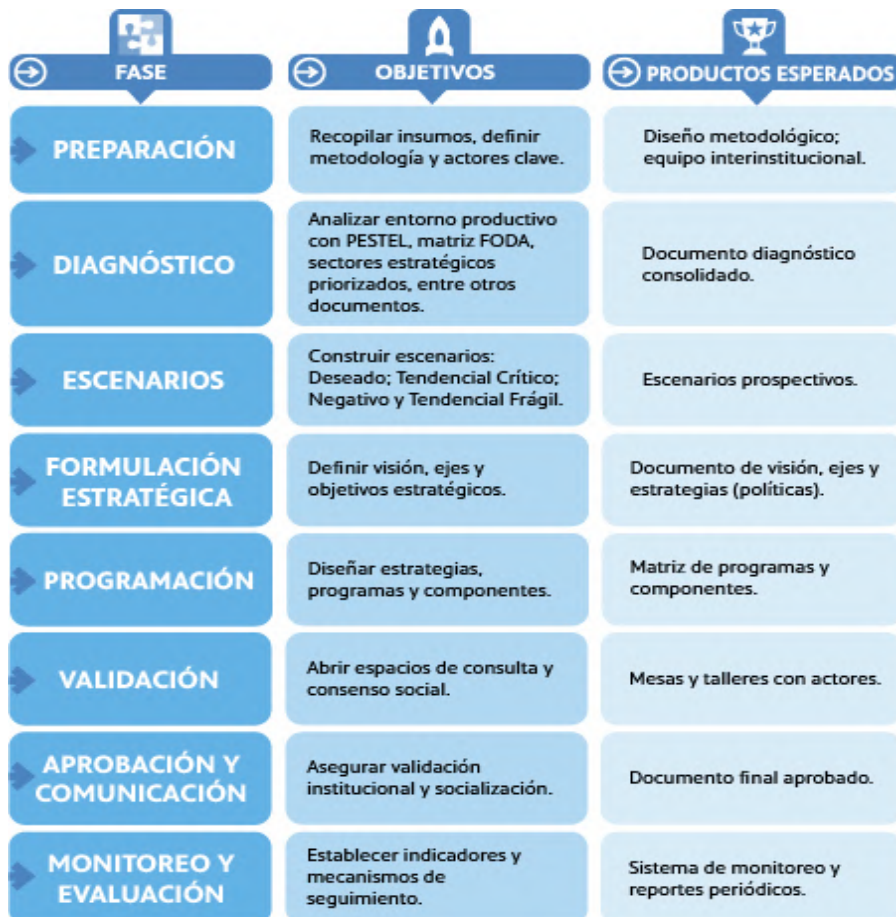 FASE
OBJETIVOS
PRODUCTOS ESPERADOS
PREPARACIÓN
Recopilar insumos, definir
metodología y actores clave.
Diseño metodológico;
equipo interinstitucional.
DIAGNÓSTICO
Analizar entorno productivo
con PESTEL, matriz FODA,
sectores estratégicos
priorizados, entre otros
documentos.
Documento diagnóstico
consolidado.
ESCENARIOS
Construir escenarios:
Deseado; Tendencial Crítico;
Negativo y Tendencial Frágil.
Escenarios prospectivos.
FORMULACIÓN
ESTRATÉGICA
Definir visión, ejes y
objetivos estratégicos.
Documento de visión, ejes y
estrategias (políticas).
PROGRAMACIÓN
Diseñar estrategias,
programas y componentes.
Matriz de programas y
componentes.
VALIDACIÓN
Abrir espacios de consulta y
consenso social.
Mesas y talleres con actores.
APROBACIÓN Y
COMUNICACIÓN
Asegurar validación
institucional y socialización.
Documento final aprobado.
MONITOREO Y
EVALUACIÓN
Establecer indicadores y
mecanismos de
seguimiento.
Sistema de monitoreo y
reportes periódicos.